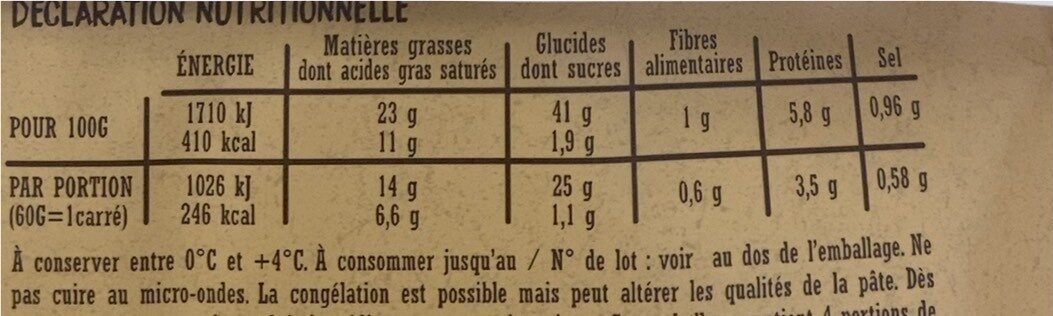 DÉCLARATION NUTRITIONNELLE
ÉNERGIE Matières grasses dont acides gras saturés Glucides dont sucres Fibres alimentaires Protéines Sel
POUR 100G 1710 kJ 410 kcal 23 g 11 g 41 g 1,9 g 1 g 5,8 g 0,96 g
PAR PORTION (60G=1carré) 1026 kJ 246 kcal 14 g 6,6 g 25 g 1,1 g 0,6 g 3,5 g 0,58 g
À conserver entre 0°C et +4°C. À consommer jusqu'au / N° de lot : voir au dos de l'emballage. Ne
pas cuire au micro-ondes. La congélation est possible mais peut altérer les qualités de la pâte. Dès
4 portions de